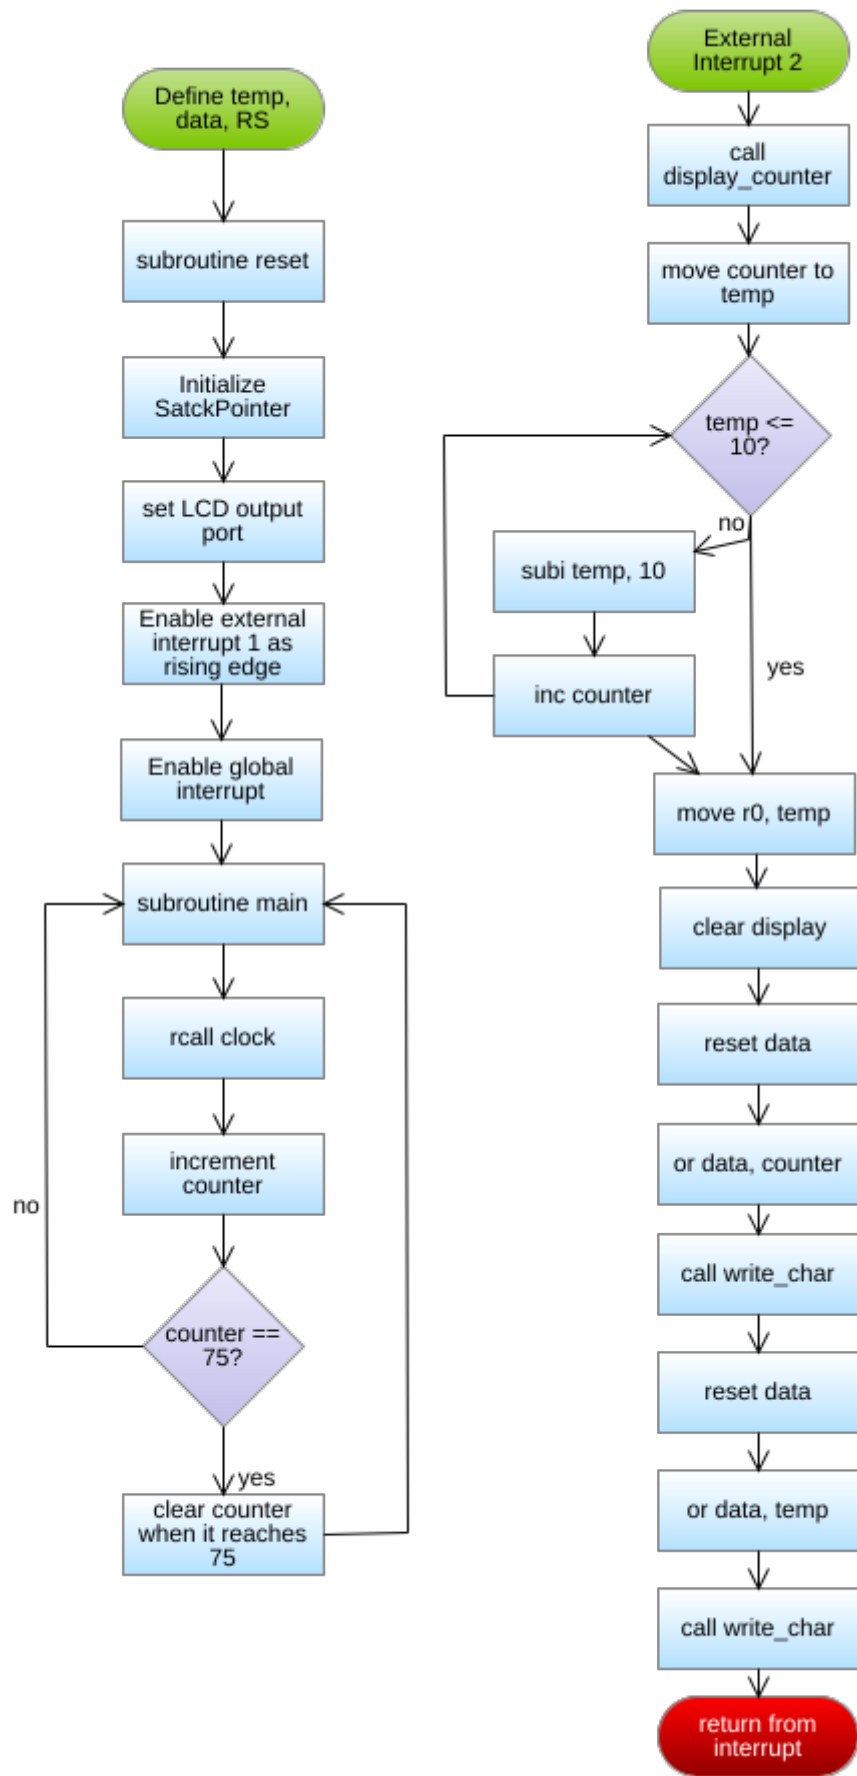 Define temp,
data, RS
subroutine reset
Initialize
SatckPointer
set LCD output
port
Enable external
interrupt 1 as
rising edge
Enable global
interrupt
subroutine main
rcall clock
increment
counter
no
counter ==
75?
yes
clear counter
when it reaches
75
External
Interrupt 2
call
display_counter
move counter to
temp
temp <=
10?
no
subi temp, 10
inc counter
yes
move r0, temp
clear display
reset data
or data, counter
call write_char
reset data
or data, temp
call write_char
return from
interrupt